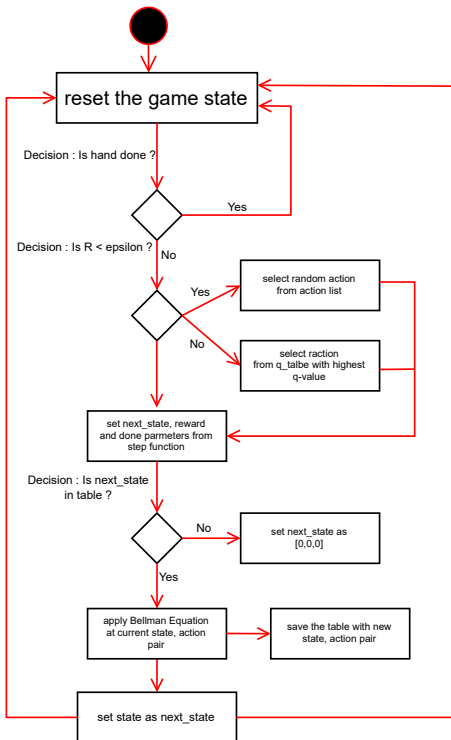 reset the game state
Decision : Is hand done ?
Yes
Decision : Is R < epsilon ?
No
Yes
select random action
from action list
No
select raction
from q_talbe with highest
q-value
set next_state, reward
and done parmeters from
step function
Decision : Is next_state
in table ?
No
set next_state as
[0,0,0]
Yes
apply Bellman Equation
at current state, action
pair
save the table with new
state, action pair
set state as next_state